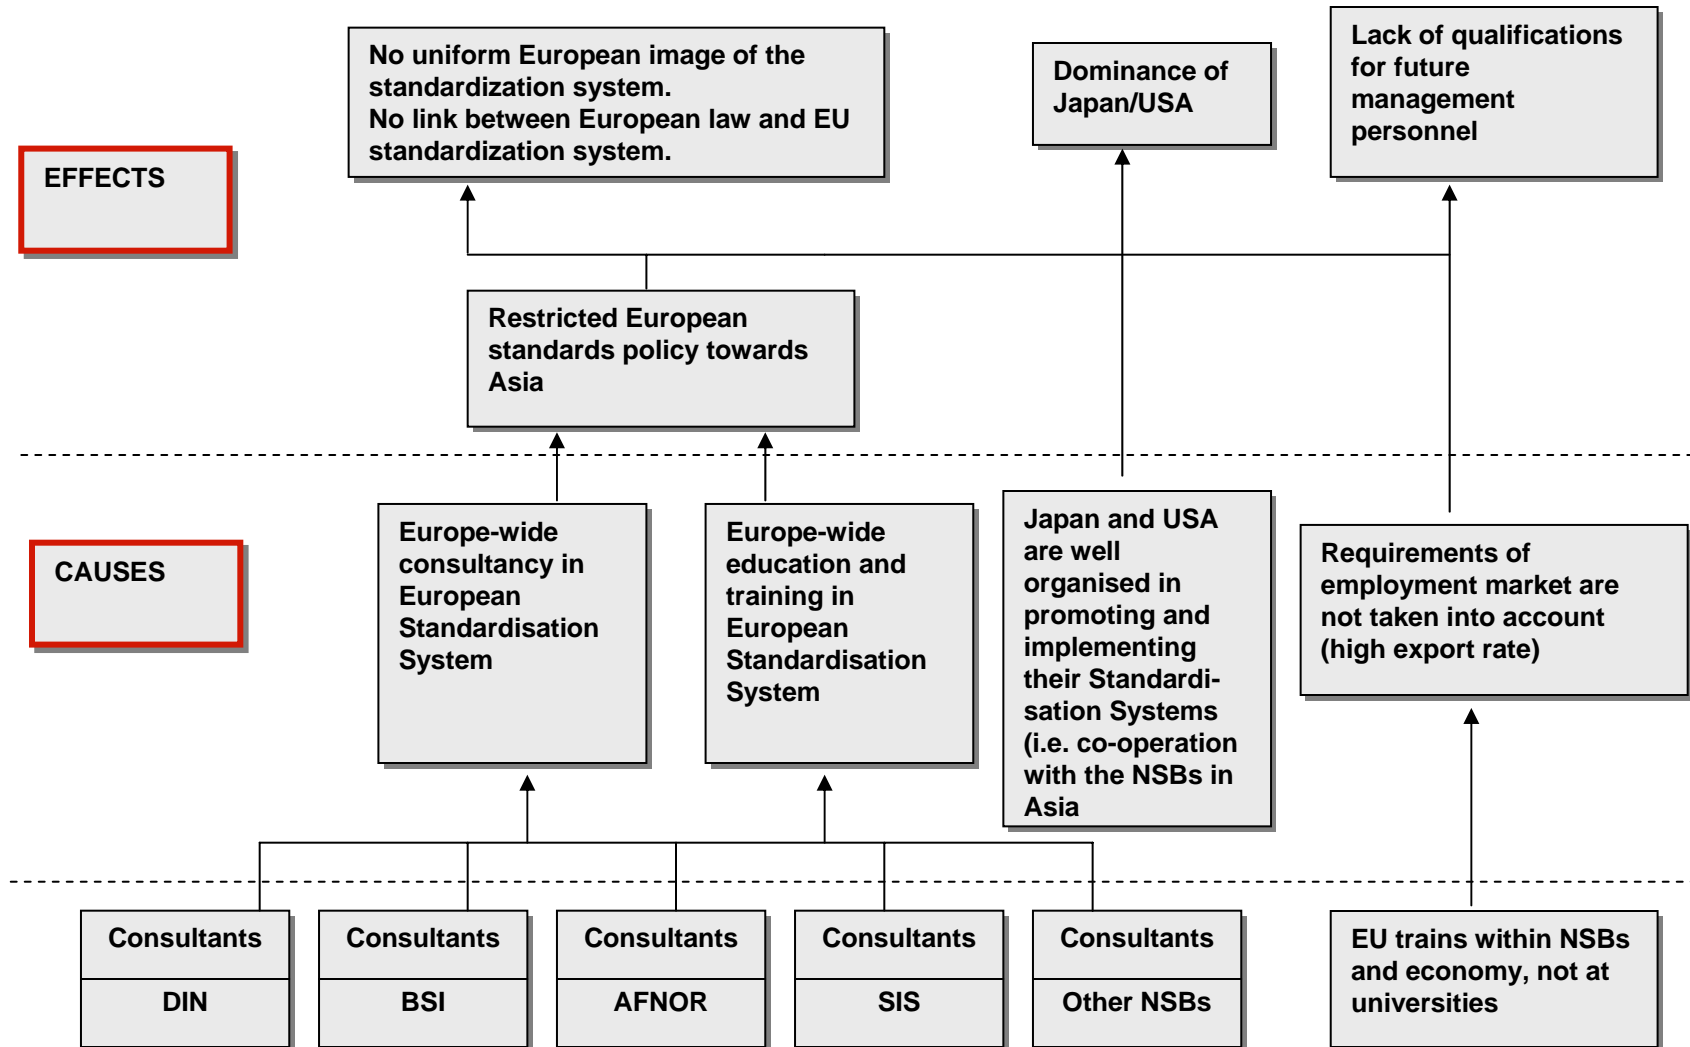 No uniform European image of the
standardization system.
No link between European law and EU
standardization system.
Dominance of
Japan/USA
Lack of qualifications
for future
management
personnel
EFFECTS
Restricted European
standards policy towards
Asia
CAUSES
Europe-wide
consultancy in
European
Standardisation
System
Europe-wide
education and
training in
European
Standardisation
System
Japan and USA
are well
organised in
promoting and
implementing
their Standardi-
sation Systems
(i.e. co-operation
with the NSBs in
Asia
Requirements of
employment market are
not taken into account
(high export rate)
Consultants
DIN
Consultants
BSI
Consultants
AFNOR
Consultants
SIS
Consultants
Other NSBs
EU trains within NSBs
and economy, not at
universities